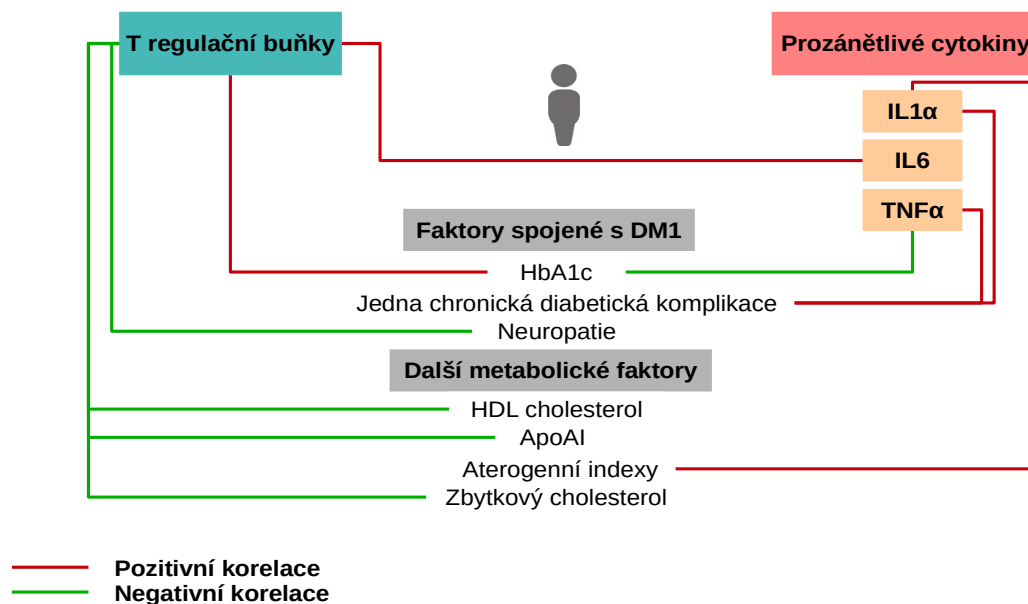 T regulační buňky
Prozánětlivé cytokiny
IL1α
IL6
TNFα
Faktory spojené s DM1
HbA1c
Jedna chronická diabetická komplikace
Neuropatie
Další metabolické faktory
HDL cholesterol
ApoAI
Aterogenní indexy
Zbytkový cholesterol
Pozitivní korelace
Negativní korelace